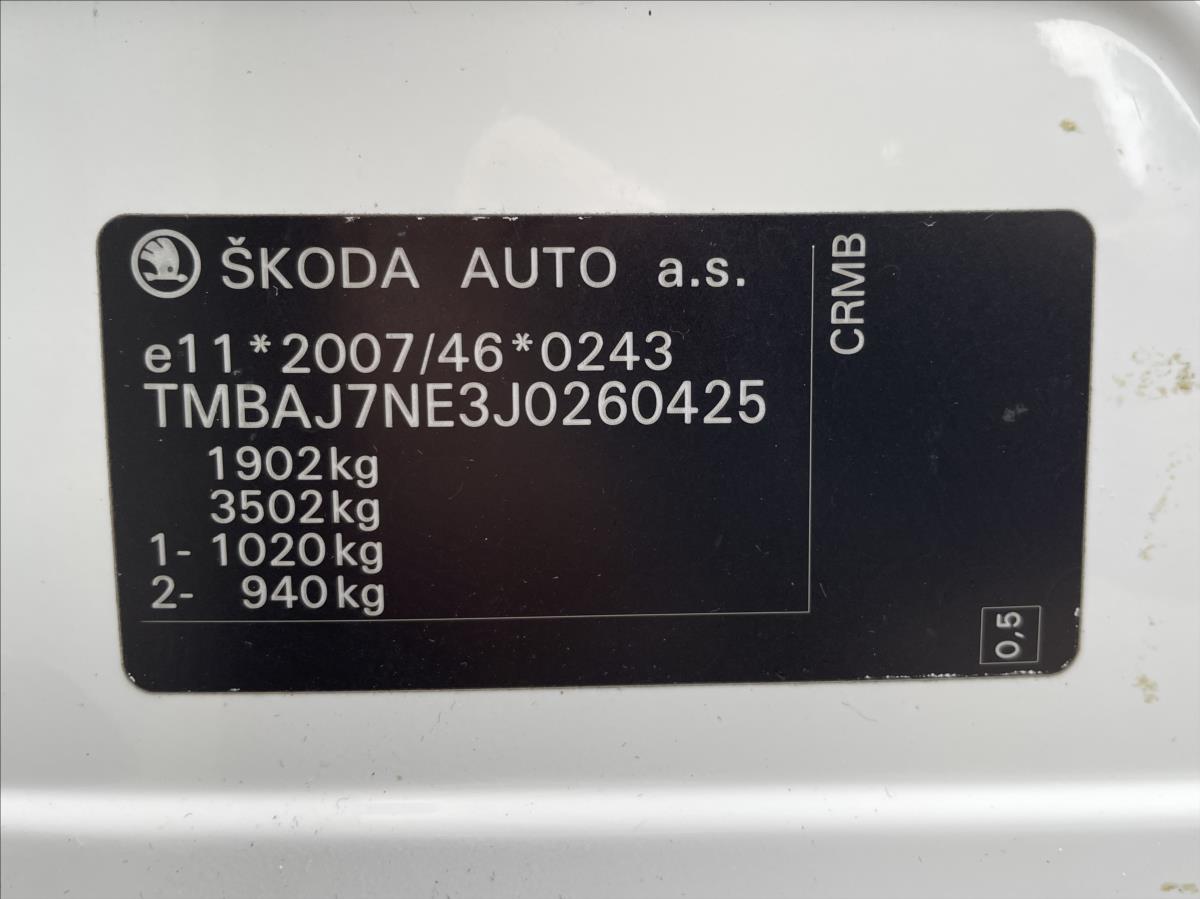 ŠKODA AUTO a.s.
e11*2007/46*0243
TMBAJ7NE3J0260425
1902kg
3502kg
1- 1020kg
2- 940kg
CRMB
0,5